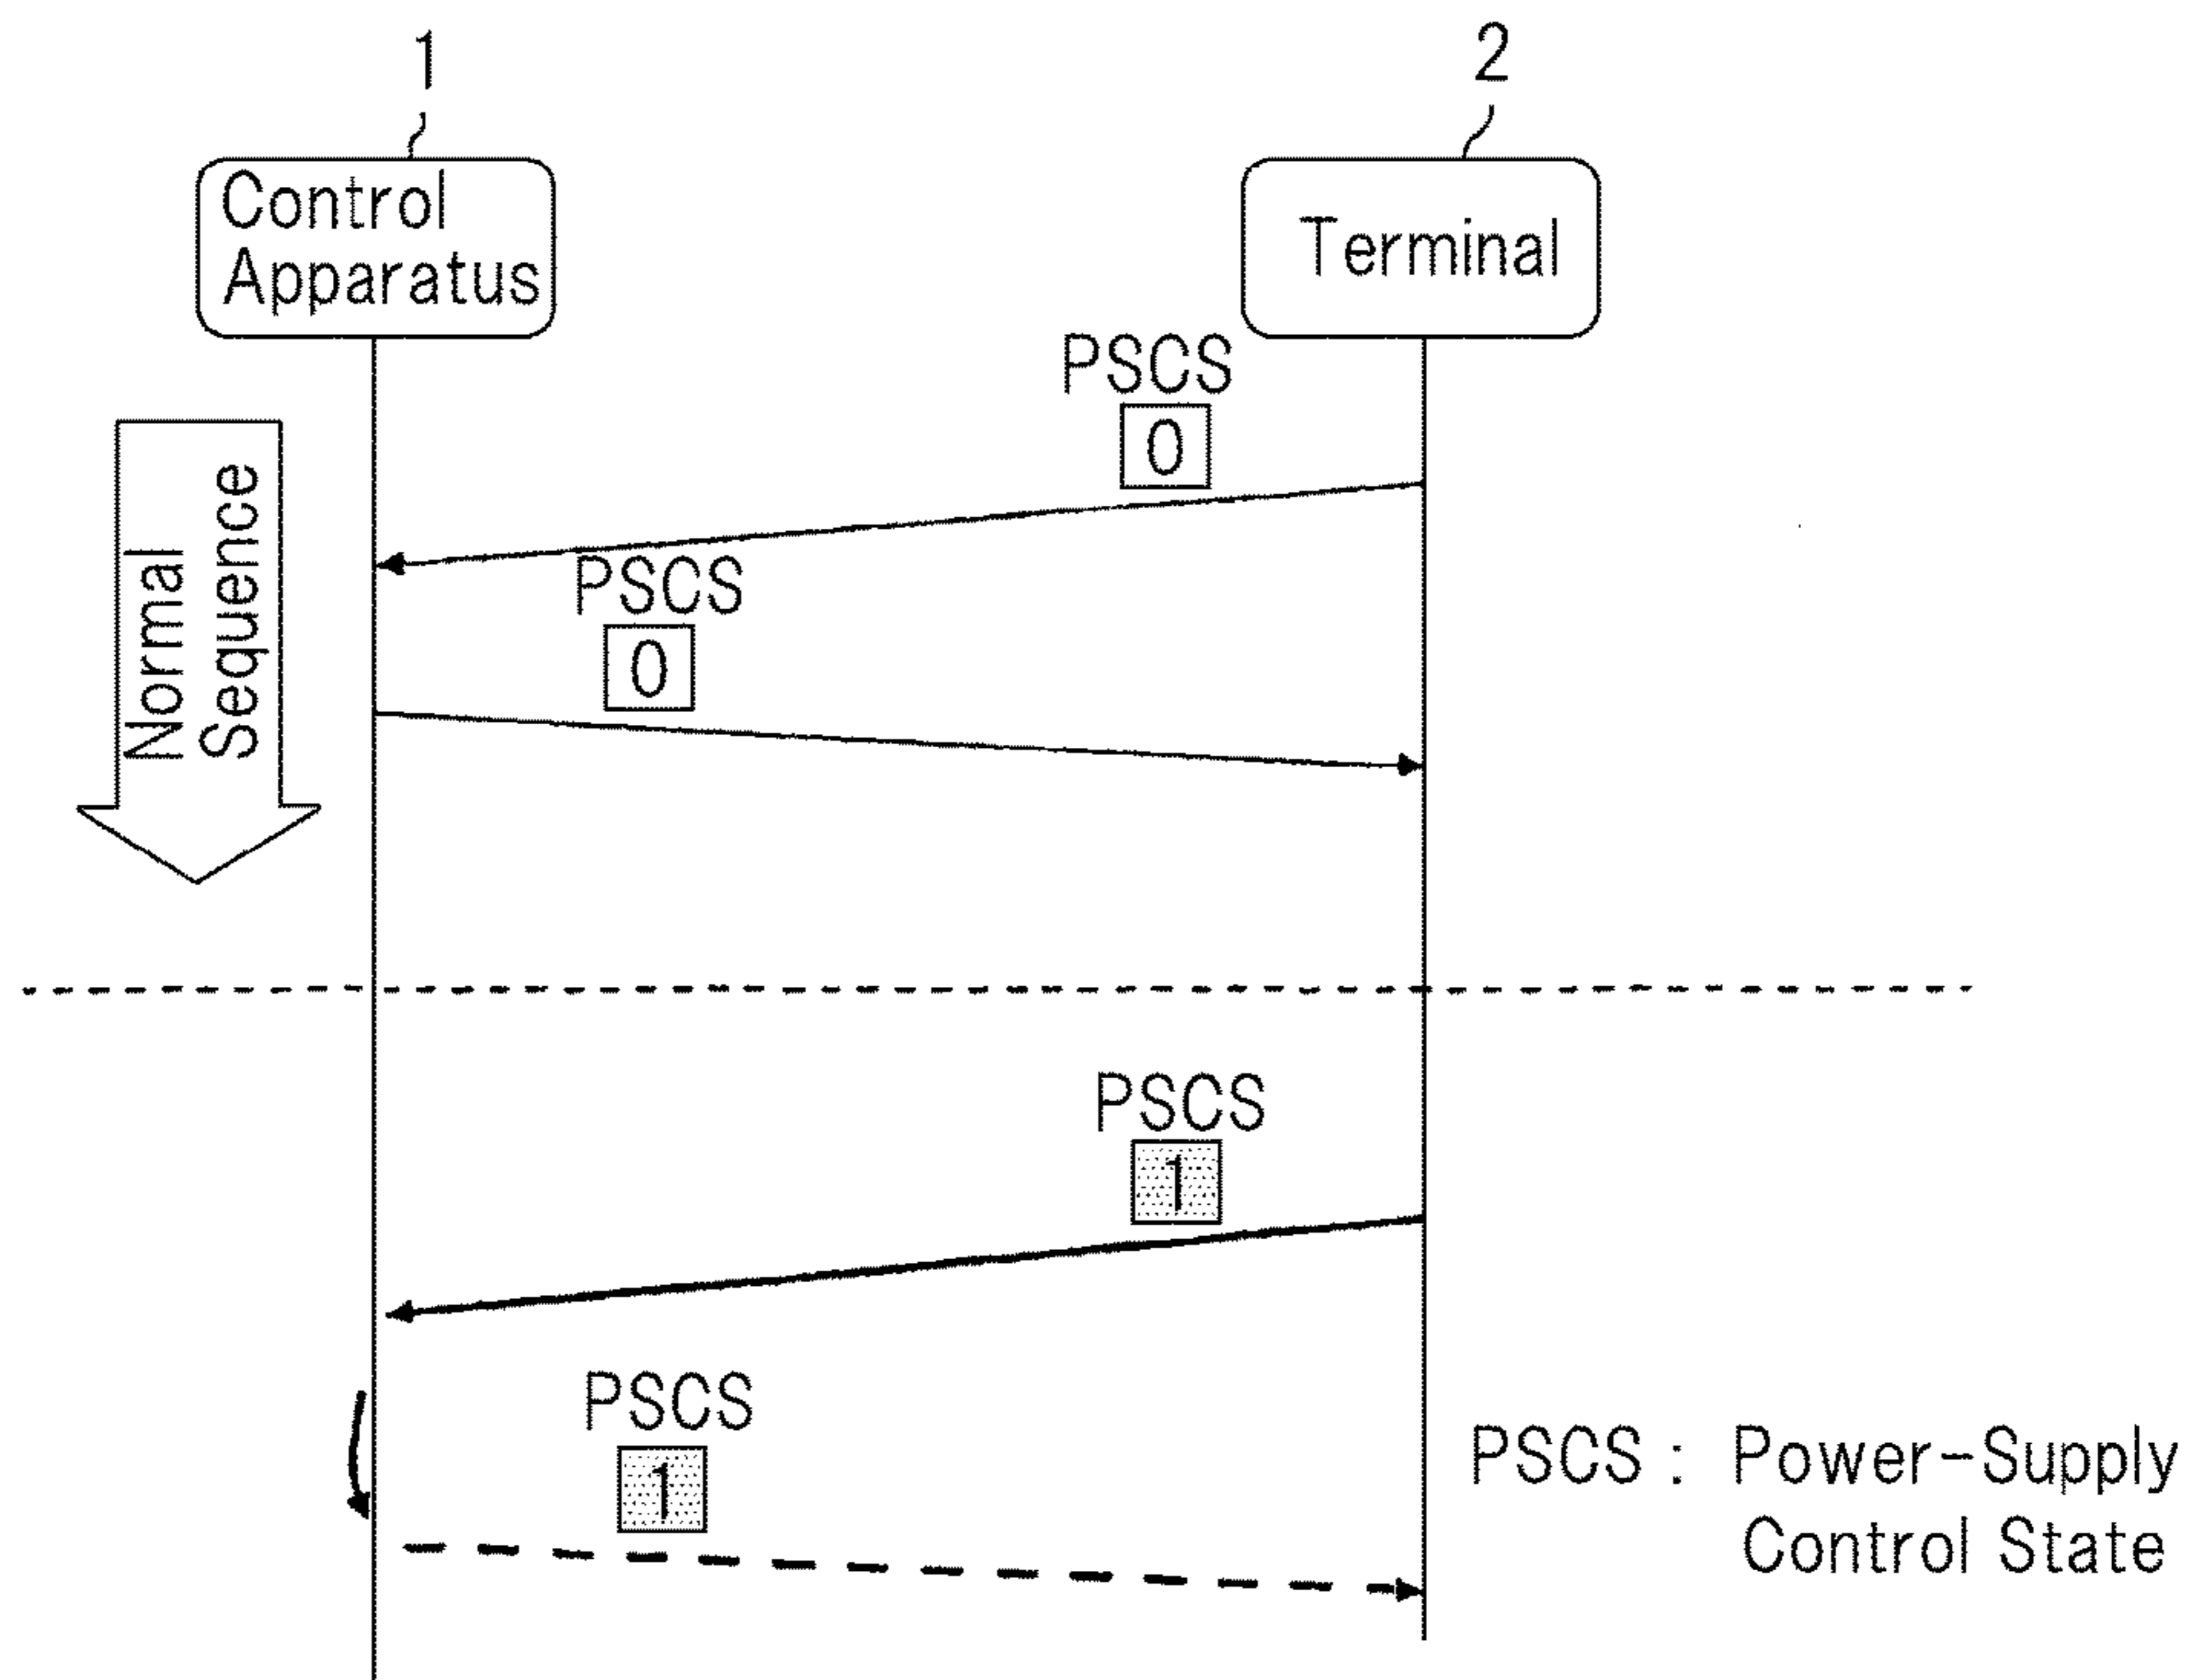 1
2
Control
Apparatus
Terminal
PSCS
0
PSCS
0
Normal
Sequence
PSCS
1
PSCS
1
PSCS : Power-Supply
Control State